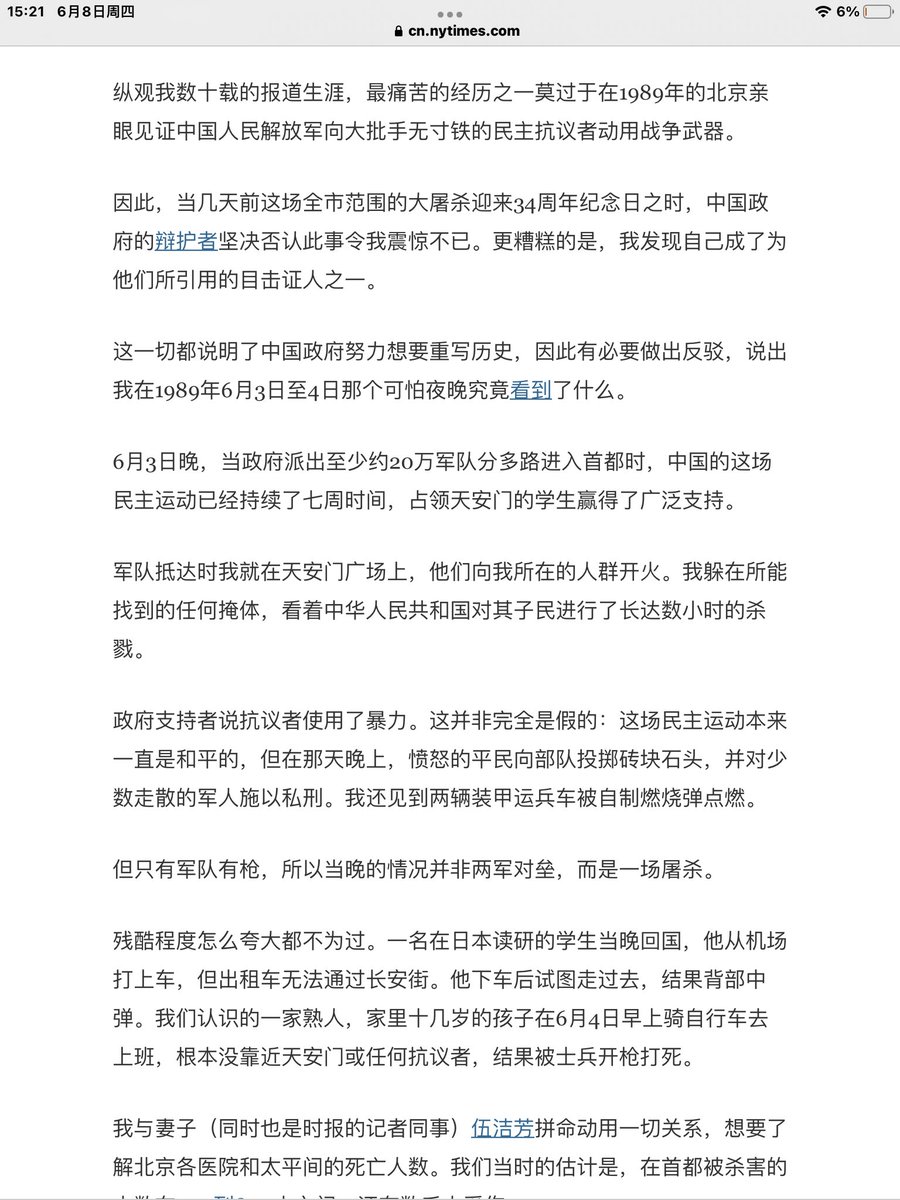 15:21 6月8日周四
6%
cn.nytimes.com
纵观我数十载的报道生涯，最痛苦的经历之一莫过于在1989年的北京亲
眼见证中国人民解放军向大批手无寸铁的民主抗议者动用战争武器。
因此，当几天前这场全市范围的大屠杀迎来34周年纪念日之时，中国政
府的辩护者坚决否认此事令我震惊不已。更糟糕的是，我发现自己成了为
他们所引用的目击证人之一。
这一切都说明了中国政府努力想要重写历史，因此有必要做出反驳，说出
我在1989年6月3日至4日那个可怕夜晚究竟看到了什么。
6月3日晚，当政府派出至少约20万军队分多路进入首都时，中国的这场
民主运动已经持续了七周时间，占领天安门的学生赢得了广泛支持。
军队抵达时我就在天安门广场上，他们向我所在的人群开火。我躲在所能
找到的任何掩体，看着中华人民共和国对其子民进行了长达数小时的杀
戮。
政府支持者说抗议者使用了暴力。这并非完全是假的：这场民主运动本来
一直是和平的，但在那天晚上，愤怒的平民向部队投掷砖块石头，并对少
数走散的军人施以私刑。我还见到两辆装甲运兵车被自制燃烧弹点燃。
但只有军队有枪，所以当晚的情况并非两军对垒，而是一场屠杀。
残酷程度怎么夸大都不为过。一名在日本读研的学生当晚回国，他从机场
打上车，但出租车无法通过长安街。他下车后试图走过去，结果背部中
弹。我们认识的一家熟人，家里十几岁的孩子在6月4日早上骑自行车去
上班，根本没靠近天安门或任何抗议者，结果被士兵开枪打死。
我与妻子（同时也是时报的记者同事）伍洁芳拼命动用一切关系，想要了
解北京各医院和太平间的死亡人数。我们当时的估计是，在首都被杀害的